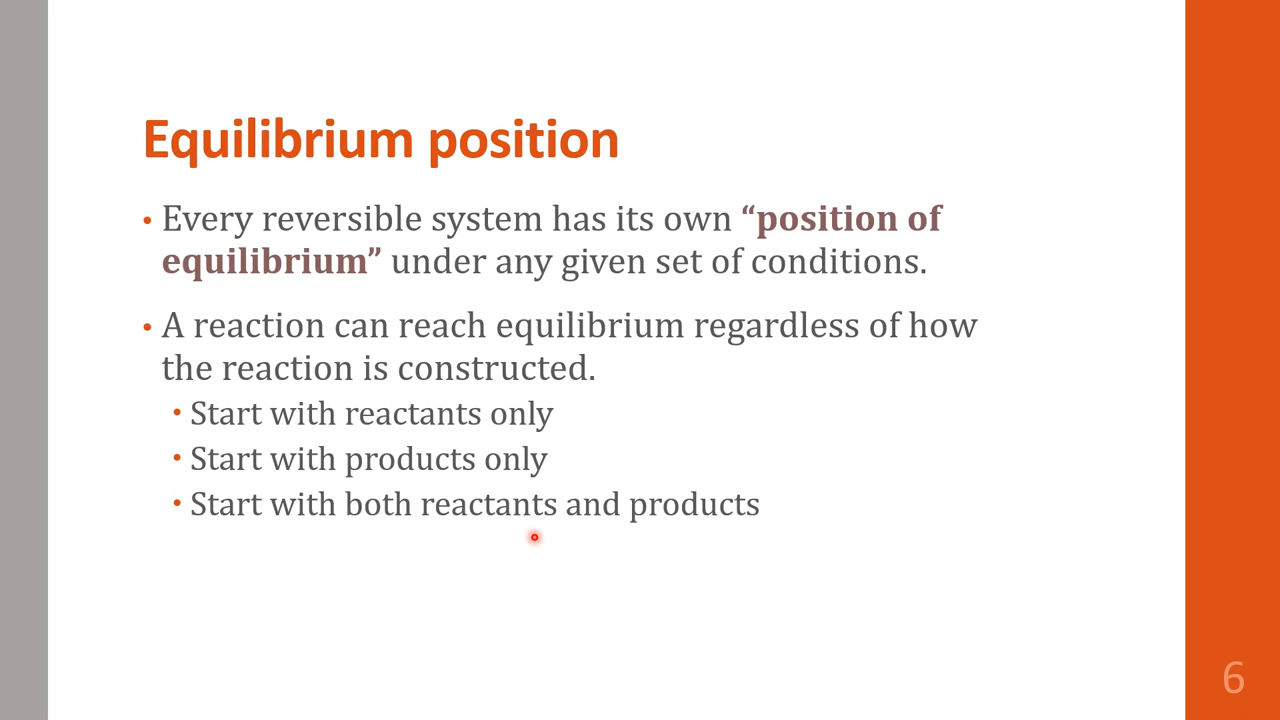 Equilibrium position
• Every reversible system has its own “position of
equilibrium” under any given set of conditions.
• A reaction can reach equilibrium regardless of how
the reaction is constructed.
• Start with reactants only
• Start with products only
• Start with both reactants and products
6